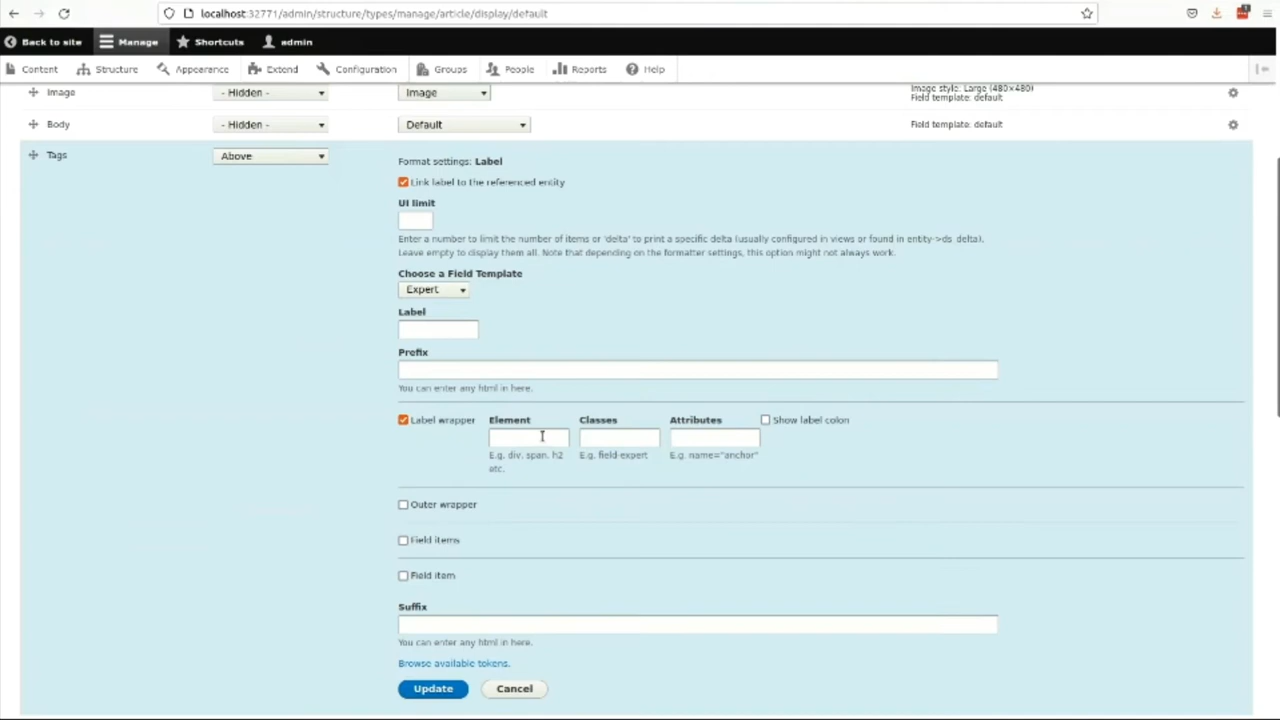 localhost:32771/admin/structure/types/manage/article/display/default
Back to site Manage Shortcuts admin
Content Structure Appearance Extend Configuration Groups People Reports Help
Image - Hidden - Image Image style: Large (480×480)
Field template: default
Body - Hidden - Default Field template: default
Tags Above Format settings: Label
Link label to the referenced entity
UI limit
Enter a number to limit the number of items or 'delta' to print a specific delta (usually configured in views or found in entity->ds_delta).
Leave empty to display them all. Note that depending on the formatter settings, this option might not always work.
Choose a Field Template
Expert
Label
Prefix
You can enter any html in here.
Label wrapper Element Classes Attributes Show label colon
E.g. div, span, h2 E.g. field-expert E.g. name="anchor"
etc.
Outer wrapper
Field items
Field item
Suffix
You can enter any html in here.
Browse available tokens.
Update Cancel